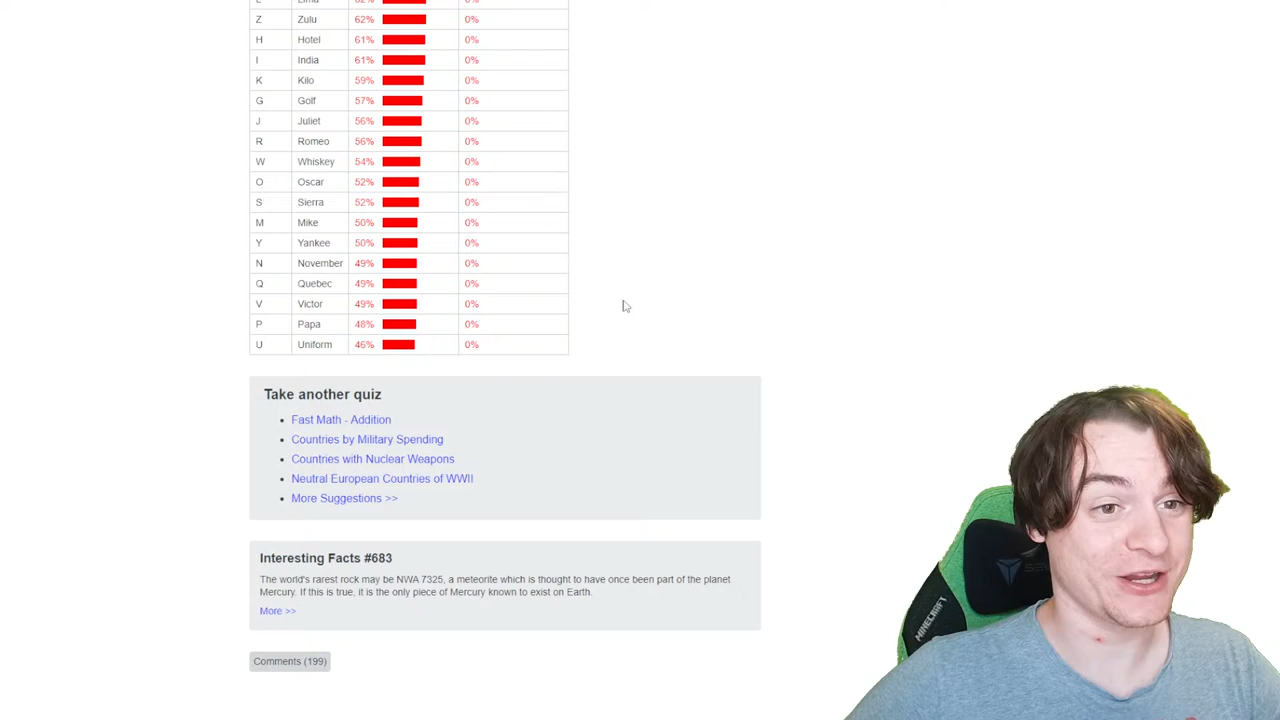 L Lima 62%
Z Zulu 62% 0%
H Hotel 61% 0%
I India 61% 0%
K Kilo 59% 0%
G Golf 57% 0%
J Juliet 56% 0%
R Romeo 56% 0%
W Whiskey 54% 0%
O Oscar 52% 0%
S Sierra 52% 0%
M Mike 50% 0%
Y Yankee 50% 0%
N November 49% 0%
Q Quebec 49% 0%
V Victor 49% 0%
P Papa 48% 0%
U Uniform 46% 0%
Take another quiz
Fast Math - Addition
Countries by Military Spending
Countries with Nuclear Weapons
Neutral European Countries of WWII
More Suggestions >>
Interesting Facts #683
The world's rarest rock may be NWA 7325, a meteorite which is thought to have once been part of the planet
Mercury. If this is true, it is the only piece of Mercury known to exist on Earth.
More >>
Comments (199)
MINECRAFT